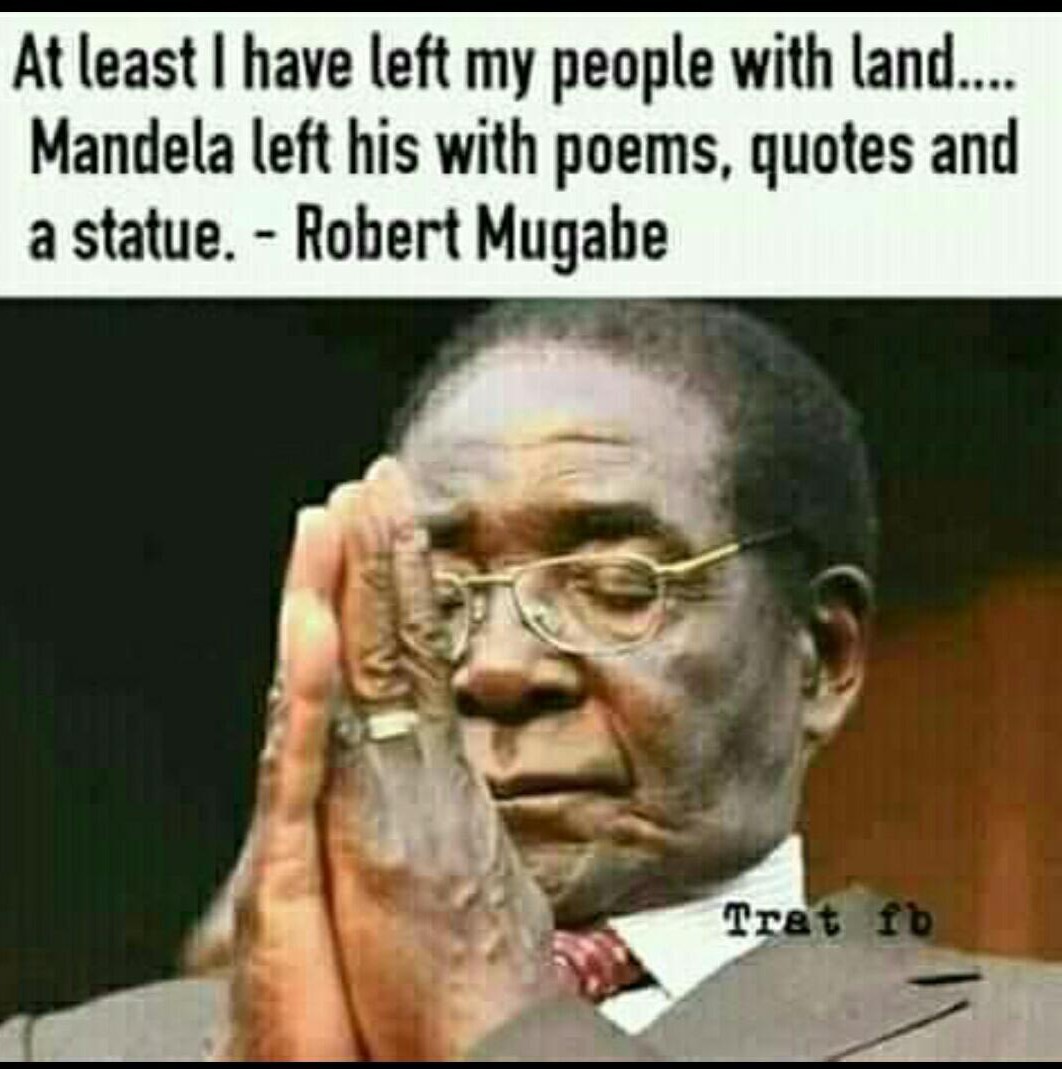 At least I have left my people with land....
Mandela left his with poems, quotes and
a statue. - Robert Mugabe
Trat fb